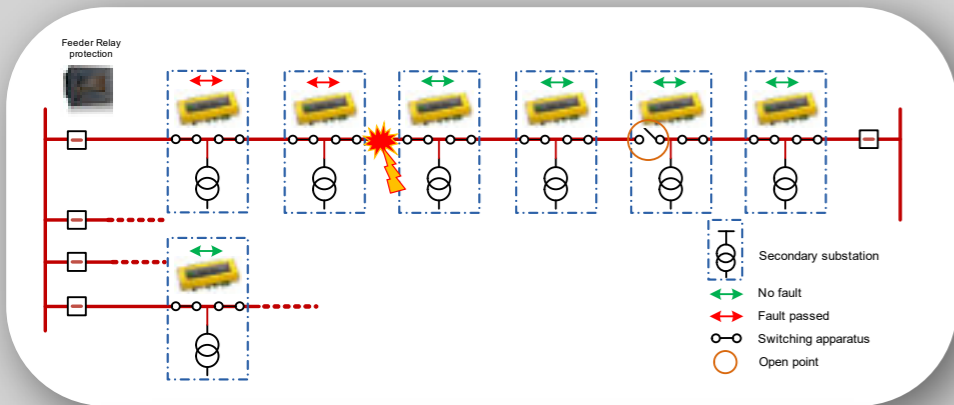 Feeder Relay
protection
Secondary substation
No fault
Fault passed
Switching apparatus
Open point